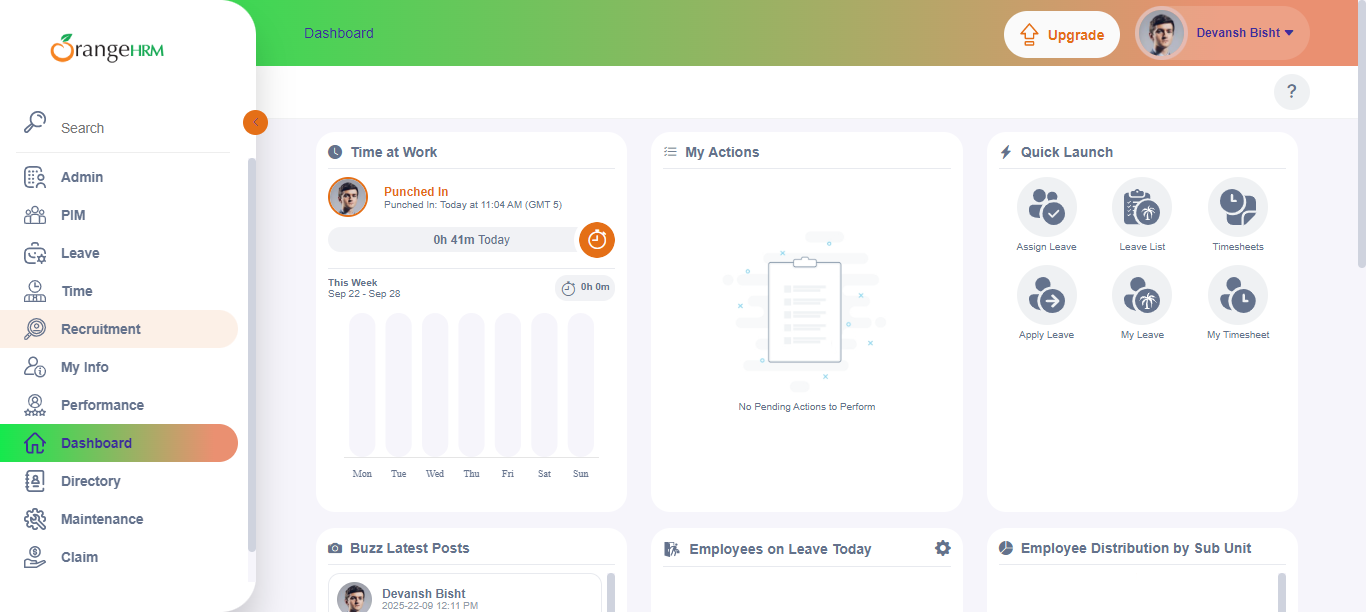 OrangeHRM
Search
Admin
PIM
Leave
Time
Recruitment
My Info
Performance
Dashboard
Directory
Maintenance
Claim
Dashboard
Upgrade
Devansh Bisht
?
Time at Work
Punched In
Punched In: Today at 11:04 AM (GMT 5)
0h 41m Today
This Week
Sep 22 - Sep 28
0h 0m
Mon Tue Wed Thu Fri Sat Sun
My Actions
No Pending Actions to Perform
Quick Launch
Assign Leave
Leave List
Timesheets
Apply Leave
My Leave
My Timesheet
Buzz Latest Posts
Devansh Bisht
2025-22-09 12:11 PM
Employees on Leave Today
Employee Distribution by Sub Unit